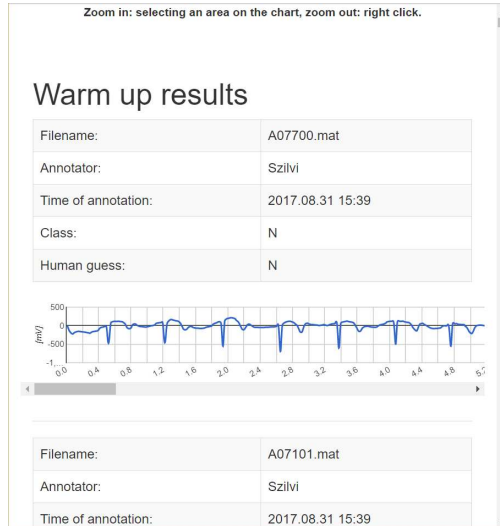 Zoom in: selecting an area on the chart, zoom out: right click.
Warm up results
Filename: A07700.mat
Annotator: Szilvi
Time of annotation: 2017.08.31 15:39
Class: N
Human guess: N
500
0
-500
-1,...
[mV]
0.0 0.4 0.8 1.2 1.6 2.0 2.4 2.8 3.2 3.6 4.0 4.4 4.8 5.2
Filename: A07101.mat
Annotator: Szilvi
Time of annotation: 2017.08.31 15:39